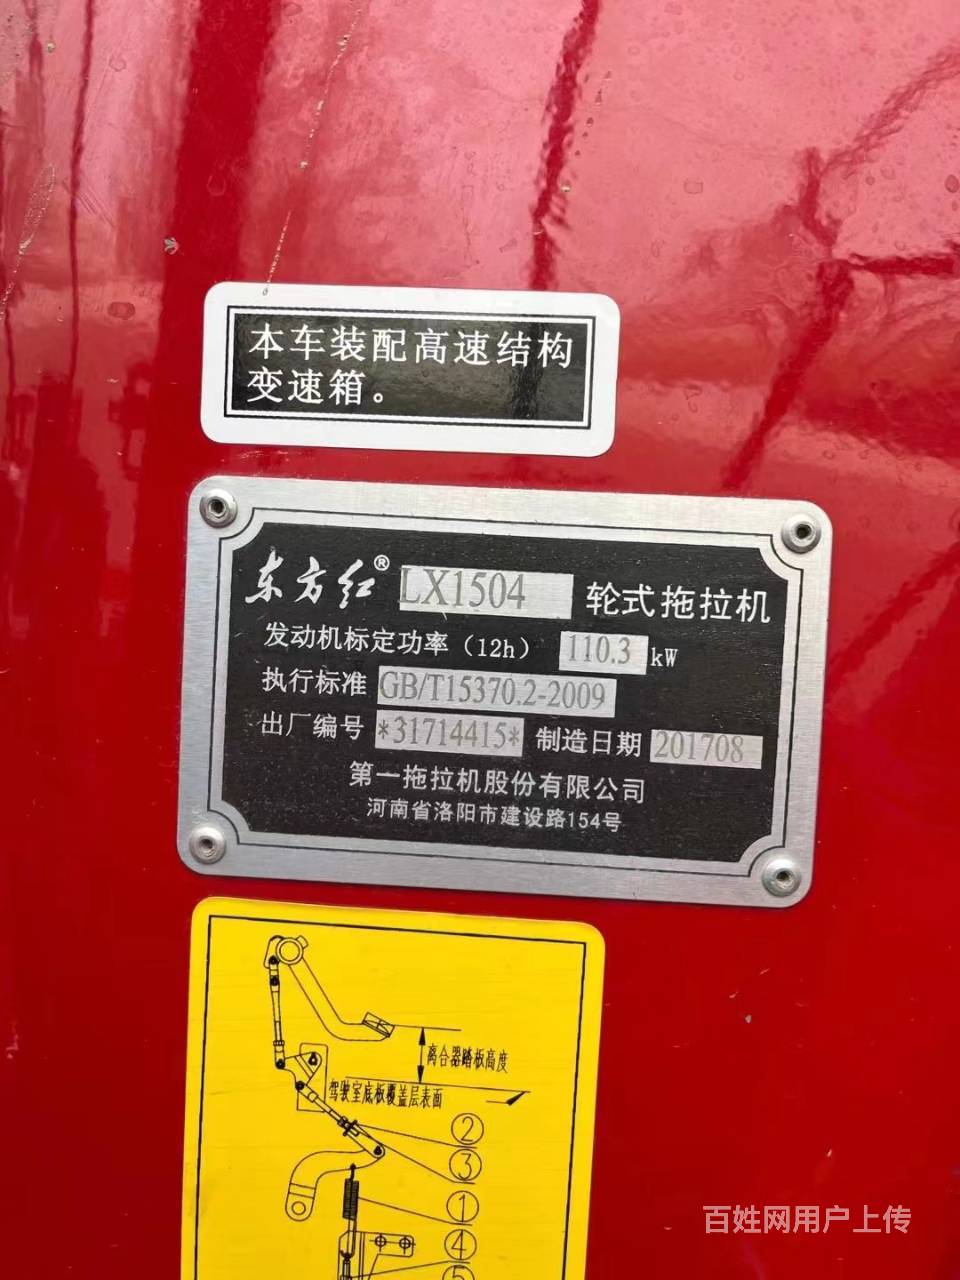 本车装配高速结构
变速箱。
东方红® LX1504 轮式拖拉机
发动机标定功率（12h） 110.3 kW
执行标准 GB/T15370.2-2009
出厂编号 *31714415* 制造日期 201708
第一拖拉机股份有限公司
河南省洛阳市建设路154号
离合器踏板高度
驾驶室底板覆盖层表面
②
③
①
④
⑤
百姓网用户上传